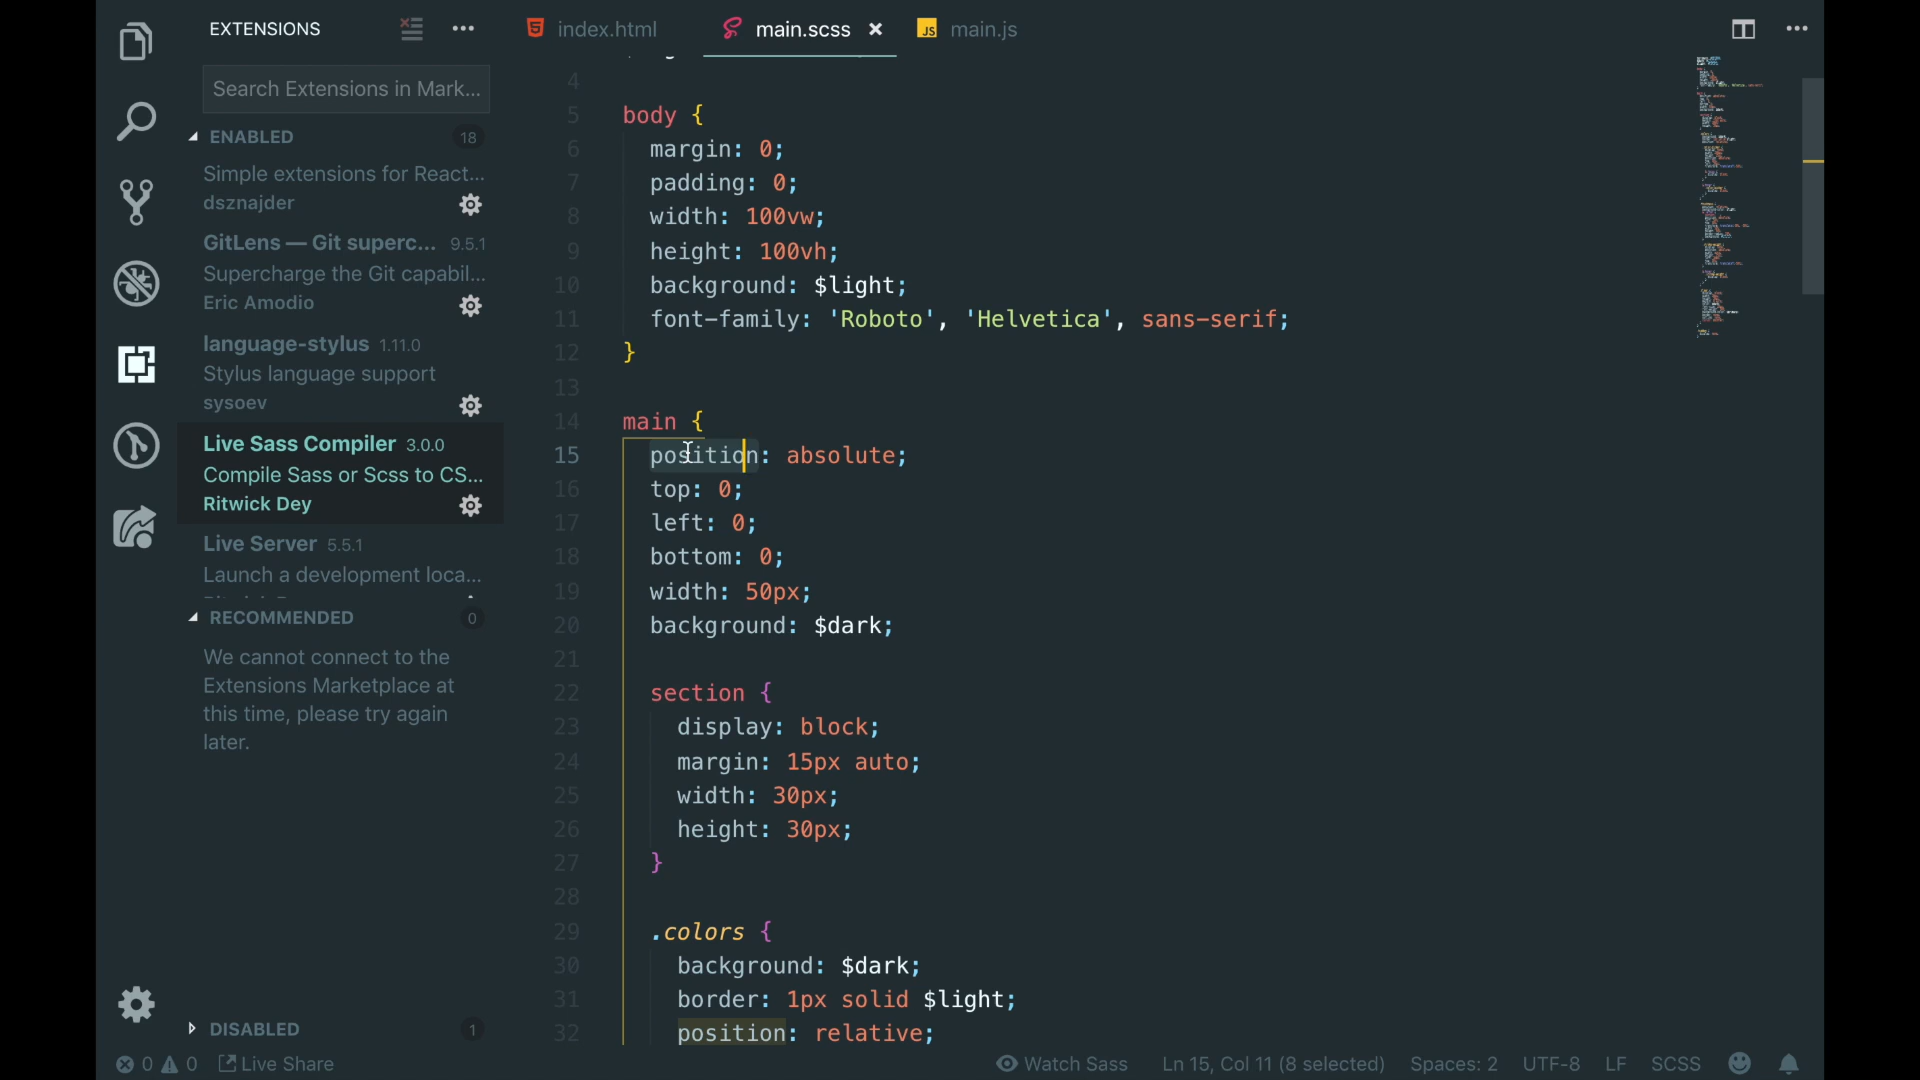 EXTENSIONS
Search Extensions in Mark...
ENABLED 18
Simple extensions for React...
dsznajder
GitLens — Git superc... 9.5.1
Supercharge the Git capabil...
Eric Amodio
language-stylus 1.11.0
Stylus language support
sysoev
Live Sass Compiler 3.0.0
Compile Sass or Scss to CS...
Ritwick Dey
Live Server 5.5.1
Launch a development loca...
RECOMMENDED 0
We cannot connect to the
Extensions Marketplace at
this time, please try again
later.
DISABLED 1
index.html main.scss × JS main.js
4
5 body {
6 margin: 0;
7 padding: 0;
8 width: 100vw;
9 height: 100vh;
10 background: $light;
11 font-family: 'Roboto', 'Helvetica', sans-serif;
12 }
13
14 main {
15 position: absolute;
16 top: 0;
17 left: 0;
18 bottom: 0;
19 width: 50px;
20 background: $dark;
21
22 section {
23 display: block;
24 margin: 15px auto;
25 width: 30px;
26 height: 30px;
27 }
28
29 .colors {
30 background: $dark;
31 border: 1px solid $light;
32 position: relative;
0 0 Live Share Watch Sass Ln 15, Col 11 (8 selected) Spaces: 2 UTF-8 LF SCSS